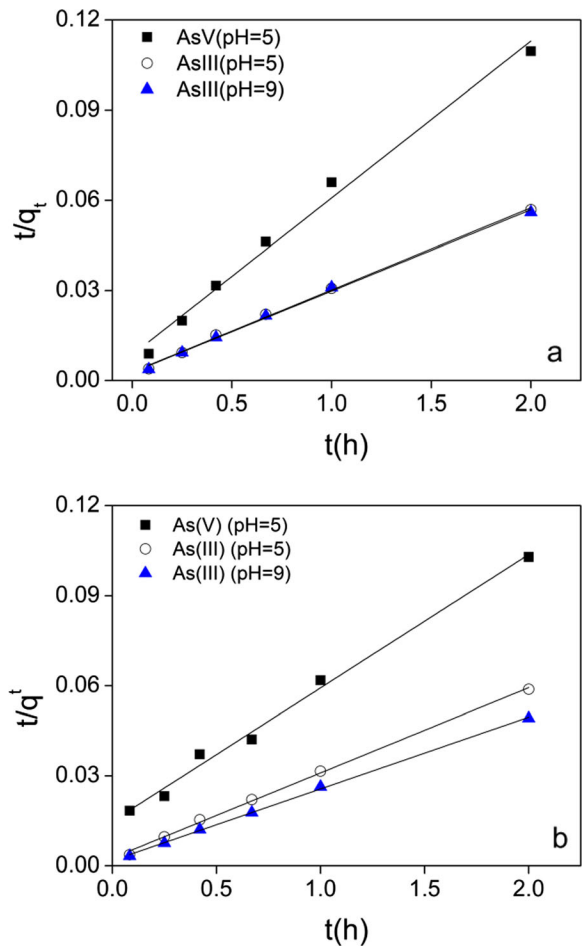 0.12
AsV(pH=5)
AsIII(pH=5)
AsIII(pH=9)
0.09
t/qt
0.06
0.03
a
0.00
0.0 0.5 1.0 1.5 2.0
t(h)
0.12
As(V) (pH=5)
As(III) (pH=5)
As(III) (pH=9)
0.09
t/qt
0.06
0.03
b
0.00
0.0 0.5 1.0 1.5 2.0
t(h)